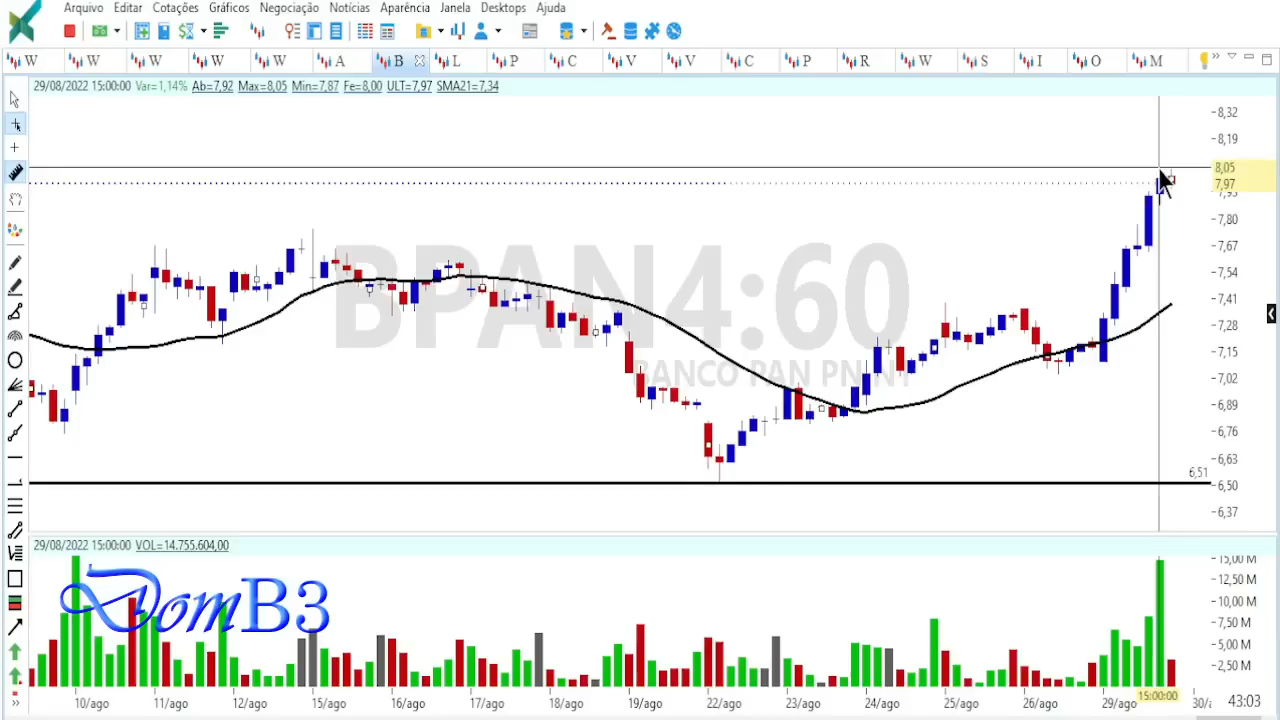 Arquivo Editar Cotações Gráficos Negociação Notícias Aparência Janela Desktops Ajuda
W W W W W A B L P C V V C P R W S I O M
29/08/2022 15:00:00 Var=1,14% Ab=7,92 Max=8,05 Min=7,87 Fe=8,00 ULT=7,97 SMA21=7,34
8,32
8,19
8,05
7,97
7,93
7,80
7,67
7,54
7,41
7,28
7,15
7,02
6,89
6,76
6,63
6,50
6,37
BPAN4:60
BANCO PAN PN N1
6,51
29/08/2022 15:00:00 VOL=14.755.604,00
15,00 M
12,50 M
10,00 M
7,50 M
5,00 M
2,50 M
DomB3
10/ago 11/ago 12/ago 15/ago 16/ago 17/ago 18/ago 19/ago 22/ago 23/ago 24/ago 25/ago 26/ago 29/ago 15:00:00 30/a
43:03